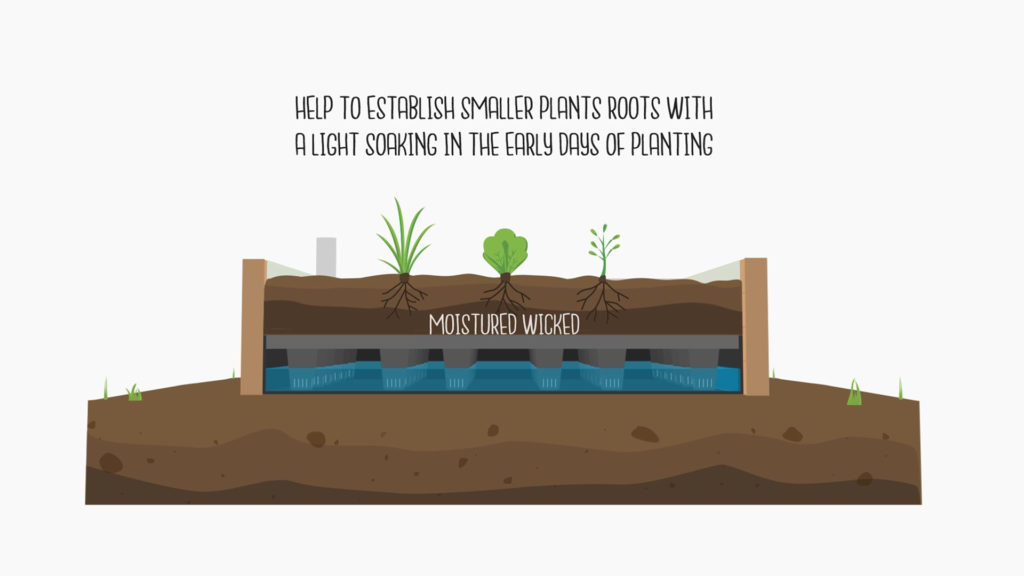 HELP TO ESTABLISH SMALLER PLANTS ROOTS WITH
A LIGHT SOAKING IN THE EARLY DAYS OF PLANTING
MOISTURED WICKED